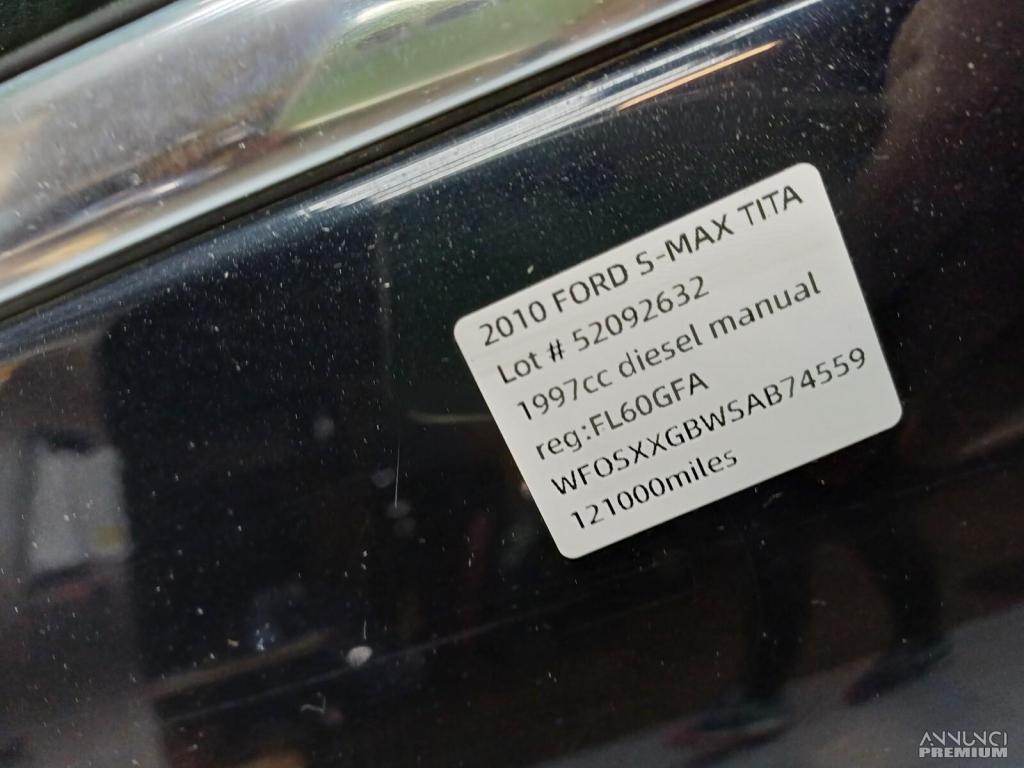 2010 FORD S-MAX TITA
Lot # 52092632
1997cc diesel manual
reg:FL60GFA
WF0SXXGBWSAB74559
121000miles
ANNUNCI
PREMIUM